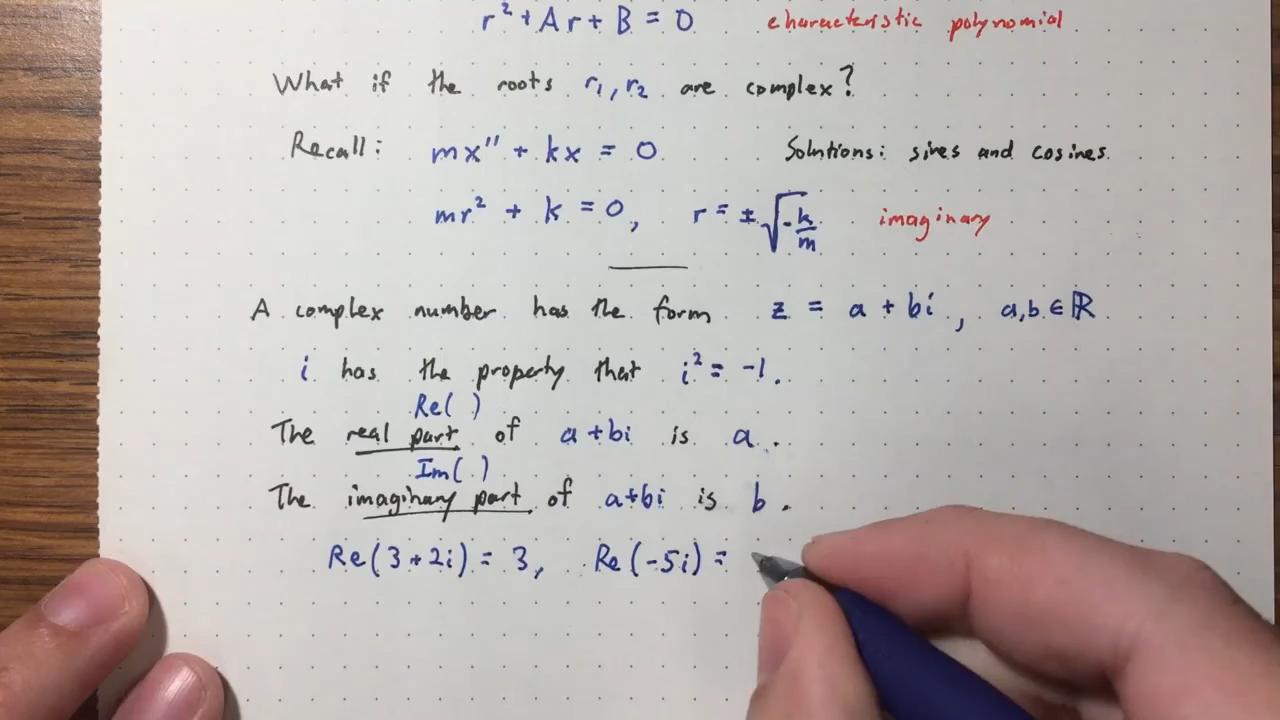 r² + Ar + B = 0 characteristic polynomial
What if the roots r₁, r₂ are complex?
Recall: mx'' + kx = 0 Solutions: sines and cosines.
mr² + k = 0, r = ±√(-k/m) imaginary
A complex number has the form z = a + bi, a,b ∈ ℝ
i has the property that i² = -1.
Re( )
The real part of a+bi is a.
Im( )
The imaginary part of a+bi is b.
Re(3+2i) = 3, Re(-5i) =